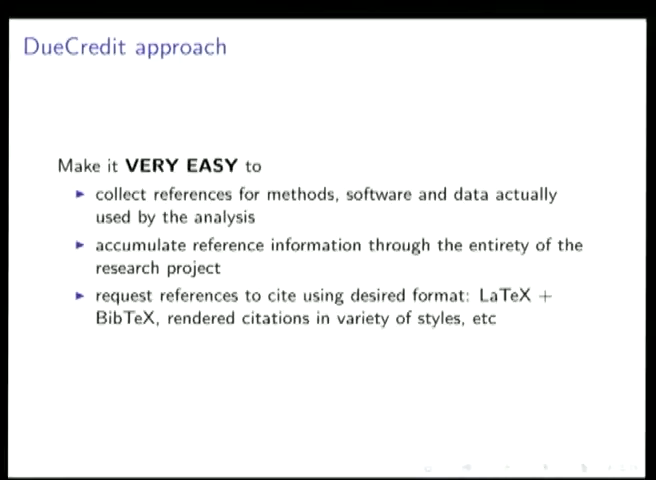 DueCredit approach
Make it VERY EASY to
collect references for methods, software and data actually
used by the analysis
accumulate reference information through the entirety of the
research project
request references to cite using desired format: LaTeX +
BibTeX, rendered citations in variety of styles, etc